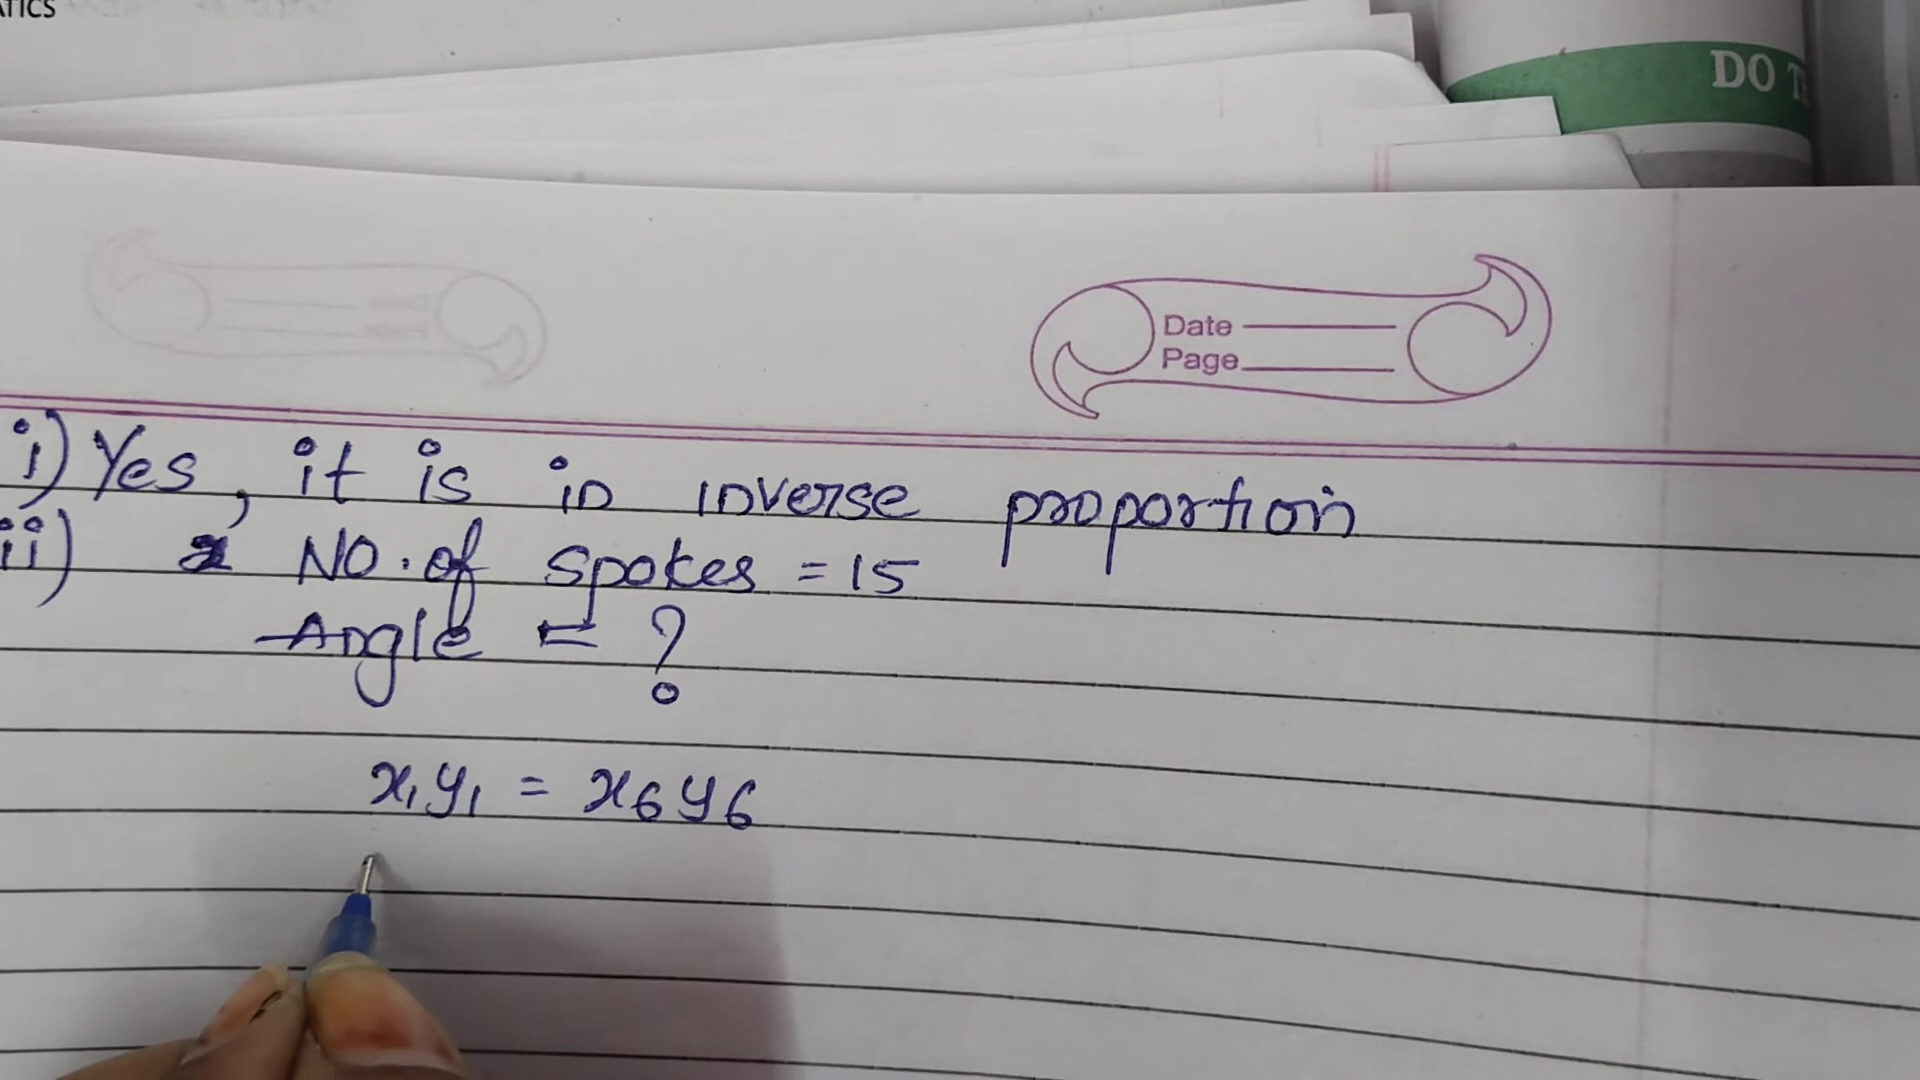 ATICS
DO T
Date
Page
i) Yes, it is in inverse proportion
ii) NO. of spokes = 15
Angle = ?
x₁y₁ = x₆y₆